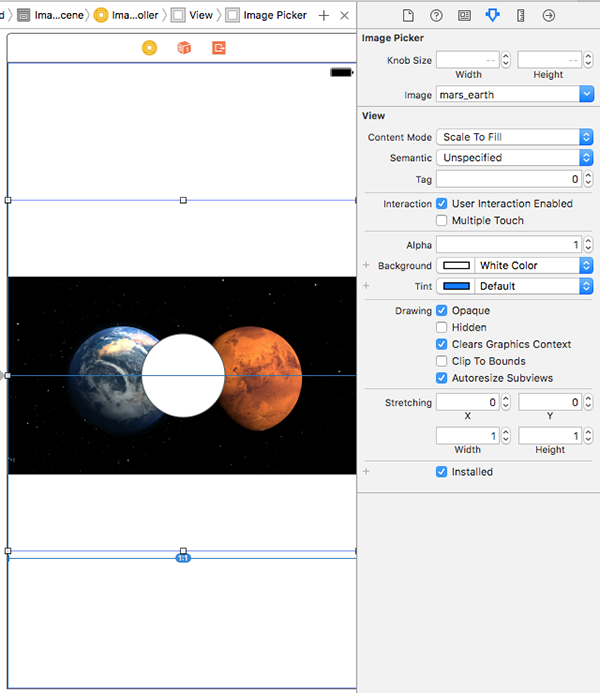 d 〉 Ima...cene 〉 Ima...oller 〉 View 〉 Image Picker
Image Picker
Knob Size -- --
Width Height
Image mars_earth
View
Content Mode Scale To Fill
Semantic Unspecified
Tag 0
Interaction User Interaction Enabled
Multiple Touch
Alpha 1
+ Background White Color
+ Tint Default
Drawing Opaque
Hidden
Clears Graphics Context
Clip To Bounds
Autoresize Subviews
Stretching 0 0
X Y
1 1
Width Height
+ Installed
1:1